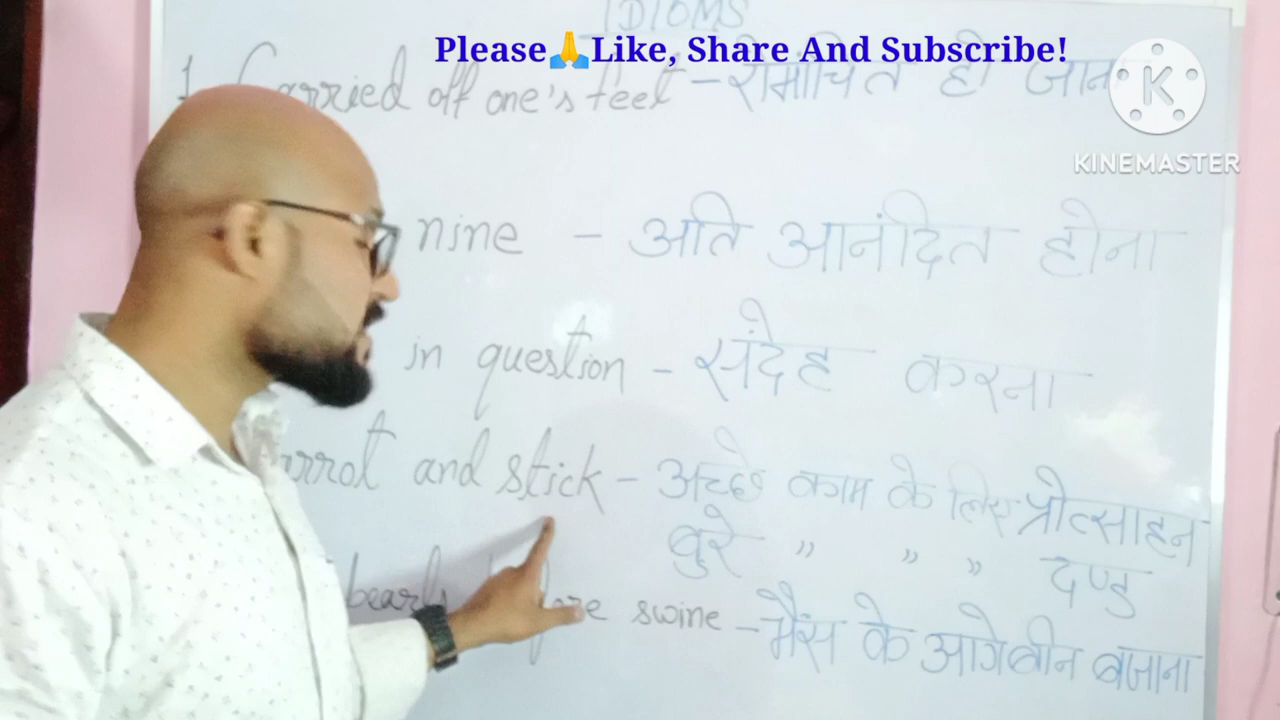 IDIOMS
Please🙏Like, Share And Subscribe!
1. Carried off one's feet - रोमांचित हो जाना
K
KINEMASTER
nine - अति आनंदित होना
in question - संदेह करना
arrot and stick - अच्छे काम के लिए प्रोत्साहन
बुरे " " " दण्ड
swine - भैंस के आगे बीन बजाना